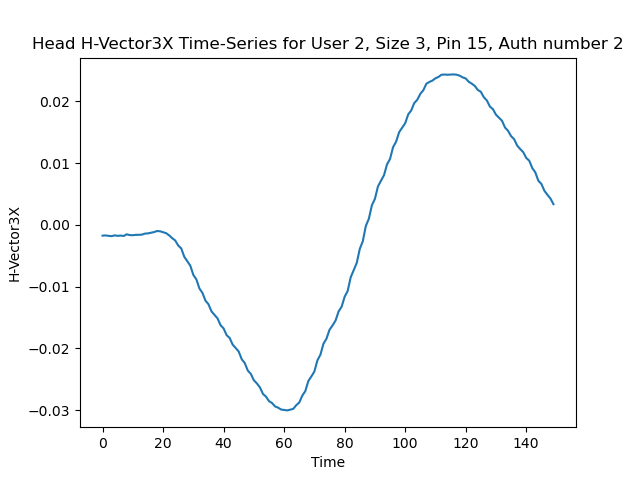 Head H-Vector3X Time-Series for User 2, Size 3, Pin 15, Auth number 2
H-Vector3X
0.02
0.01
0.00
−0.01
−0.02
−0.03
0 20 40 60 80 100 120 140
Time